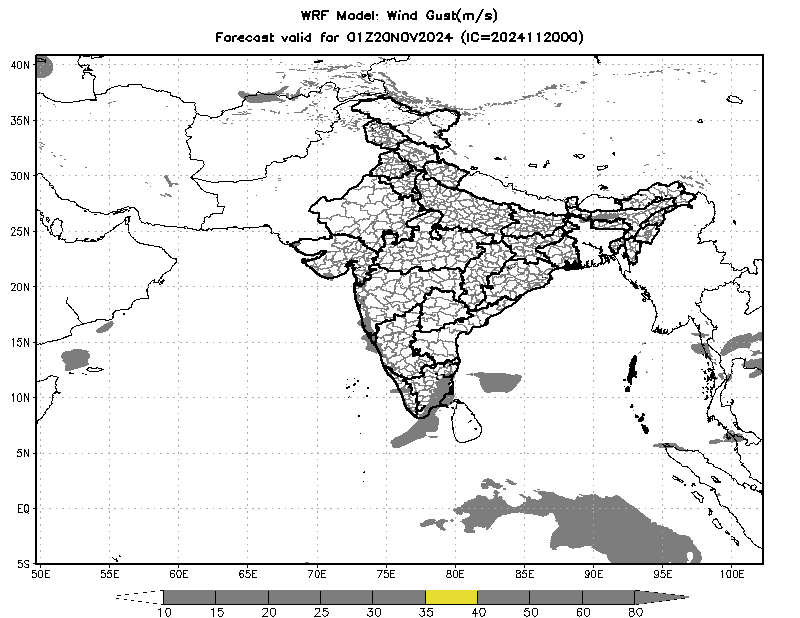 WRF Model: Wind Gust(m/s)
Forecast valid for 01Z20NOV2024 (IC=2024112000)
40N
35N
30N
25N
20N
15N
10N
5N
EQ
5S
50E 55E 60E 65E 70E 75E 80E 85E 90E 95E 100E
10 15 20 25 30 35 40 50 60 80